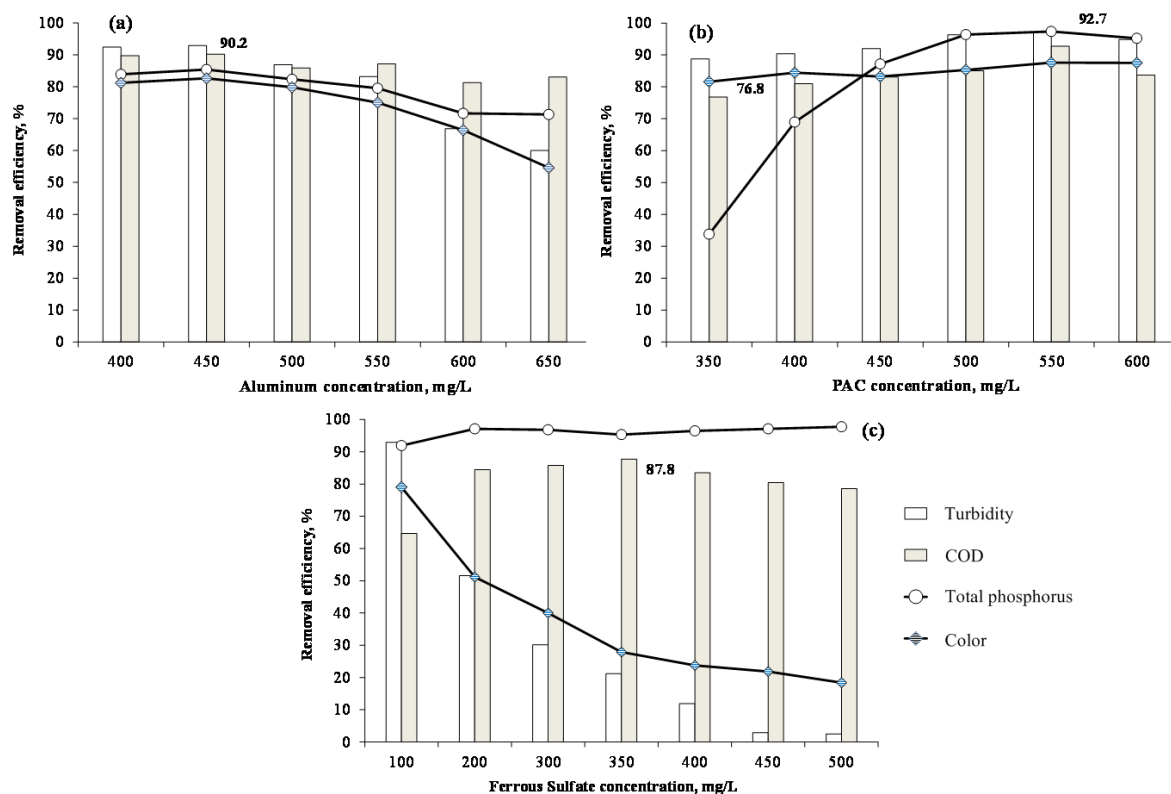 (a)
90.2
Removal efficiency, %
100
90
80
70
60
50
40
30
20
10
0
400 450 500 550 600 650
Aluminum concentration, mg/L
(b)
92.7
76.8
Removal efficiency, %
100
90
80
70
60
50
40
30
20
10
0
350 400 450 500 550 600
PAC concentration, mg/L
(c)
87.8
Removal efficiency, %
100
90
80
70
60
50
40
30
20
10
0
100 200 300 350 400 450 500
Ferrous Sulfate concentration, mg/L
Turbidity
COD
Total phosphorus
Color